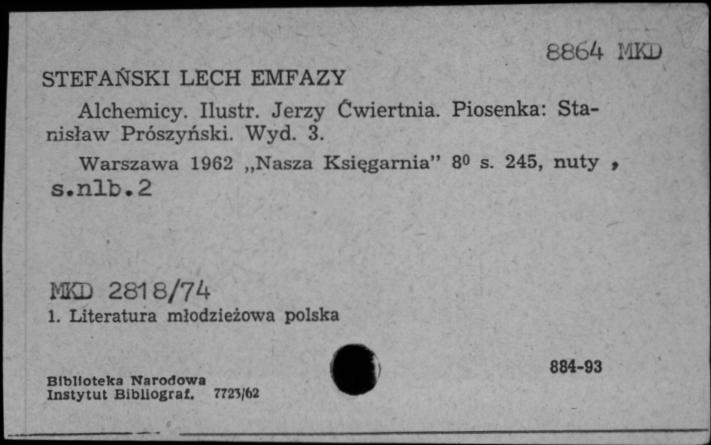 8864 MKD
STEFAŃSKI LECH EMFAZY
Alchemicy. Ilustr. Jerzy Ćwiertnia. Piosenka: Sta-
nisław Prószyński. Wyd. 3.
Warszawa 1962 „Nasza Księgarnia” 8⁰ s. 245, nuty ,
s.nlb.2
MKD 2818/74
1. Literatura młodzieżowa polska
884-93
Biblioteka Narodowa
Instytut Bibliograf. 7723/62